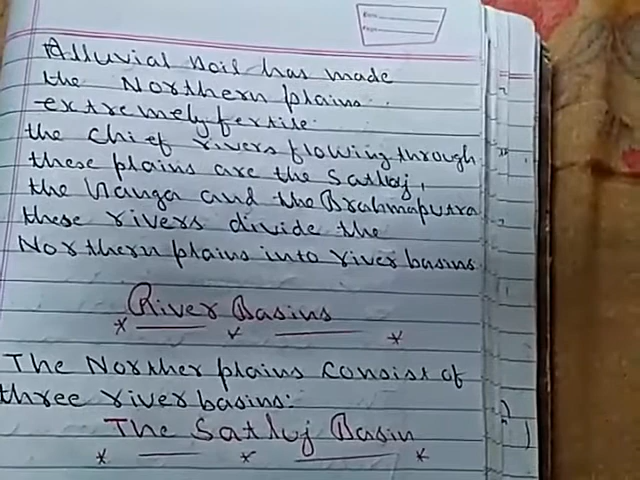 Alluvial soil has made
the Northern plains
extremely fertile.
the chief rivers flowing through
these plains are the Satluj,
the Ganga and the Brahmaputra
these rivers divide the
Northern plains into river basins
River Basins
The Norther plains consist of
three river basins:
The Satluj Basin